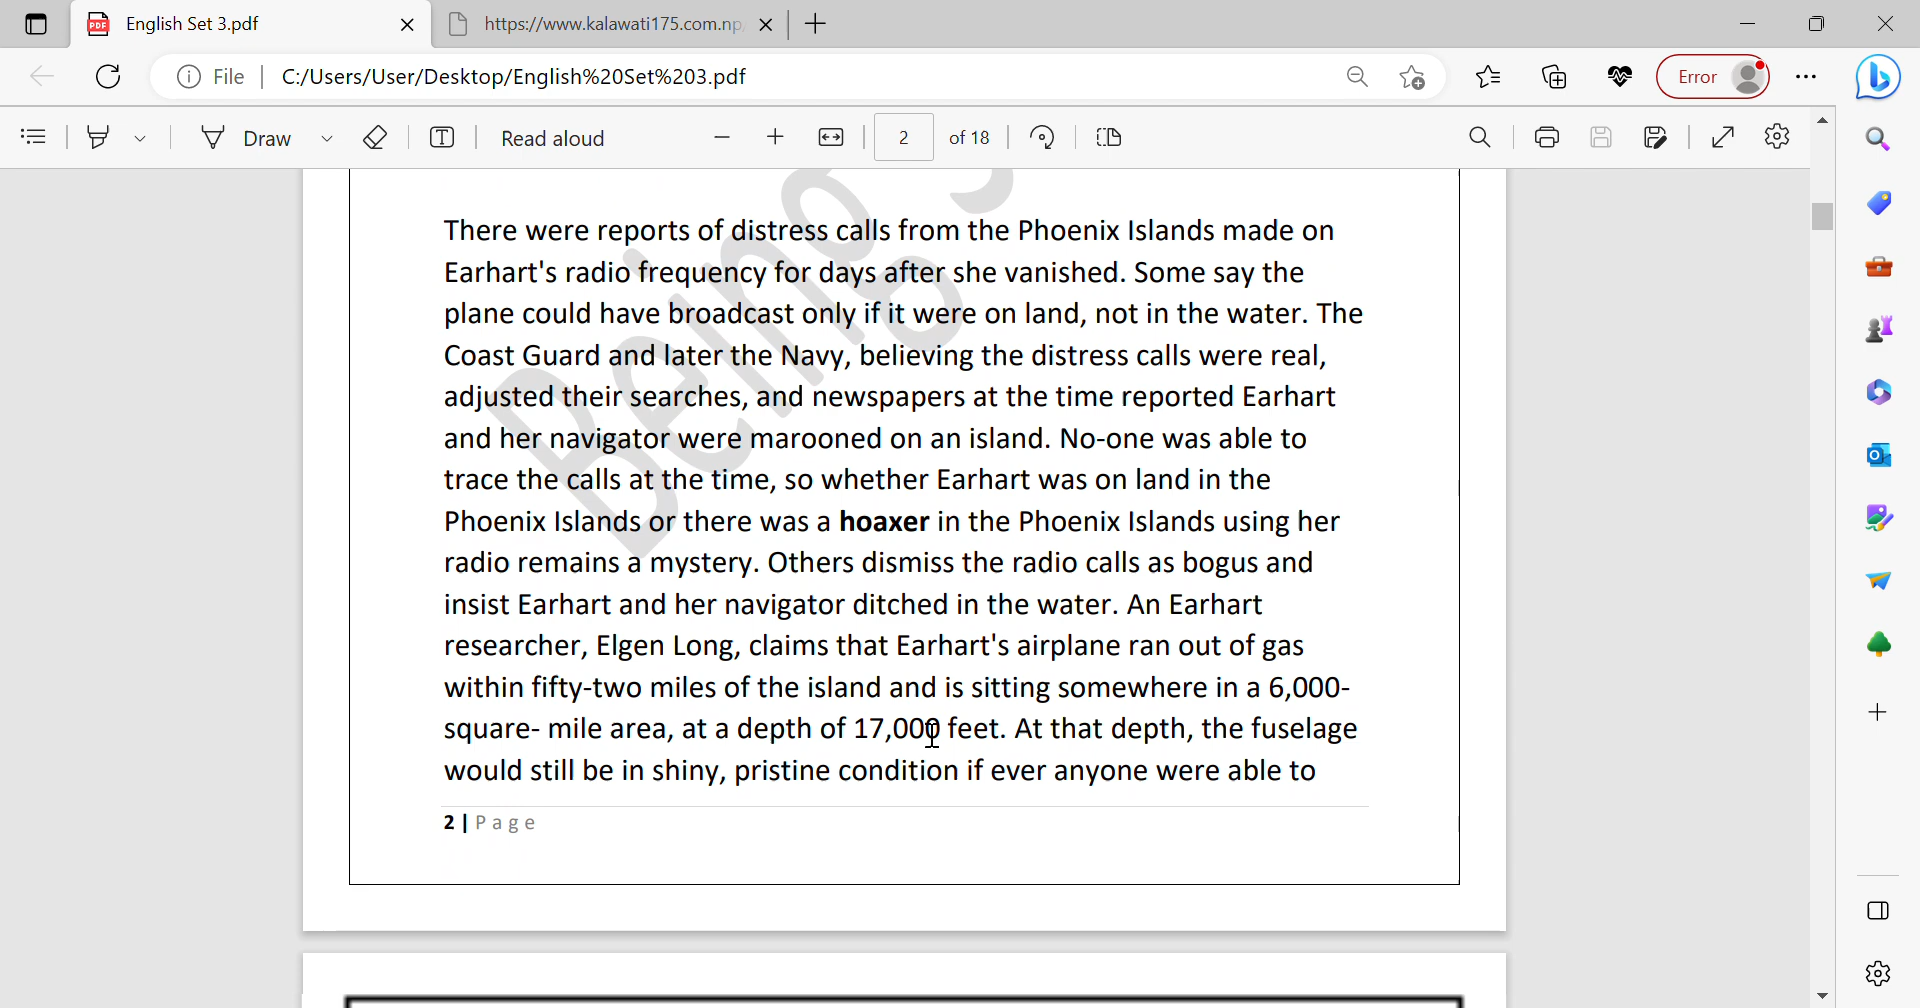 English Set 3.pdf
https://www.kalawati175.com.np/
File
C:/Users/User/Desktop/English%20Set%203.pdf
Error
Draw
Read aloud
2
of 18
There were reports of distress calls from the Phoenix Islands made on
Earhart's radio frequency for days after she vanished. Some say the
plane could have broadcast only if it were on land, not in the water. The
Coast Guard and later the Navy, believing the distress calls were real,
adjusted their searches, and newspapers at the time reported Earhart
and her navigator were marooned on an island. No-one was able to
trace the calls at the time, so whether Earhart was on land in the
Phoenix Islands or there was a hoaxer in the Phoenix Islands using her
radio remains a mystery. Others dismiss the radio calls as bogus and
insist Earhart and her navigator ditched in the water. An Earhart
researcher, Elgen Long, claims that Earhart's airplane ran out of gas
within fifty-two miles of the island and is sitting somewhere in a 6,000-
square- mile area, at a depth of 17,000 feet. At that depth, the fuselage
would still be in shiny, pristine condition if ever anyone were able to
2 | Page
Being